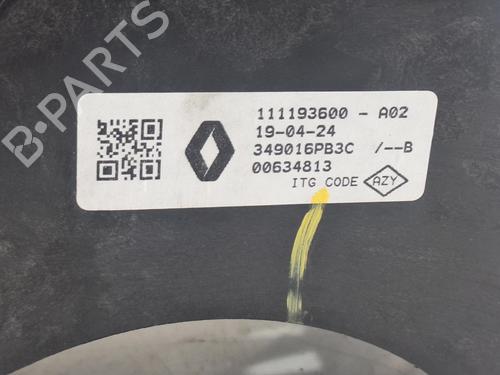 111193600 - A02
19-04-24
349016PB3C /--B
00634813
ITG CODE AZY
B-PARTS